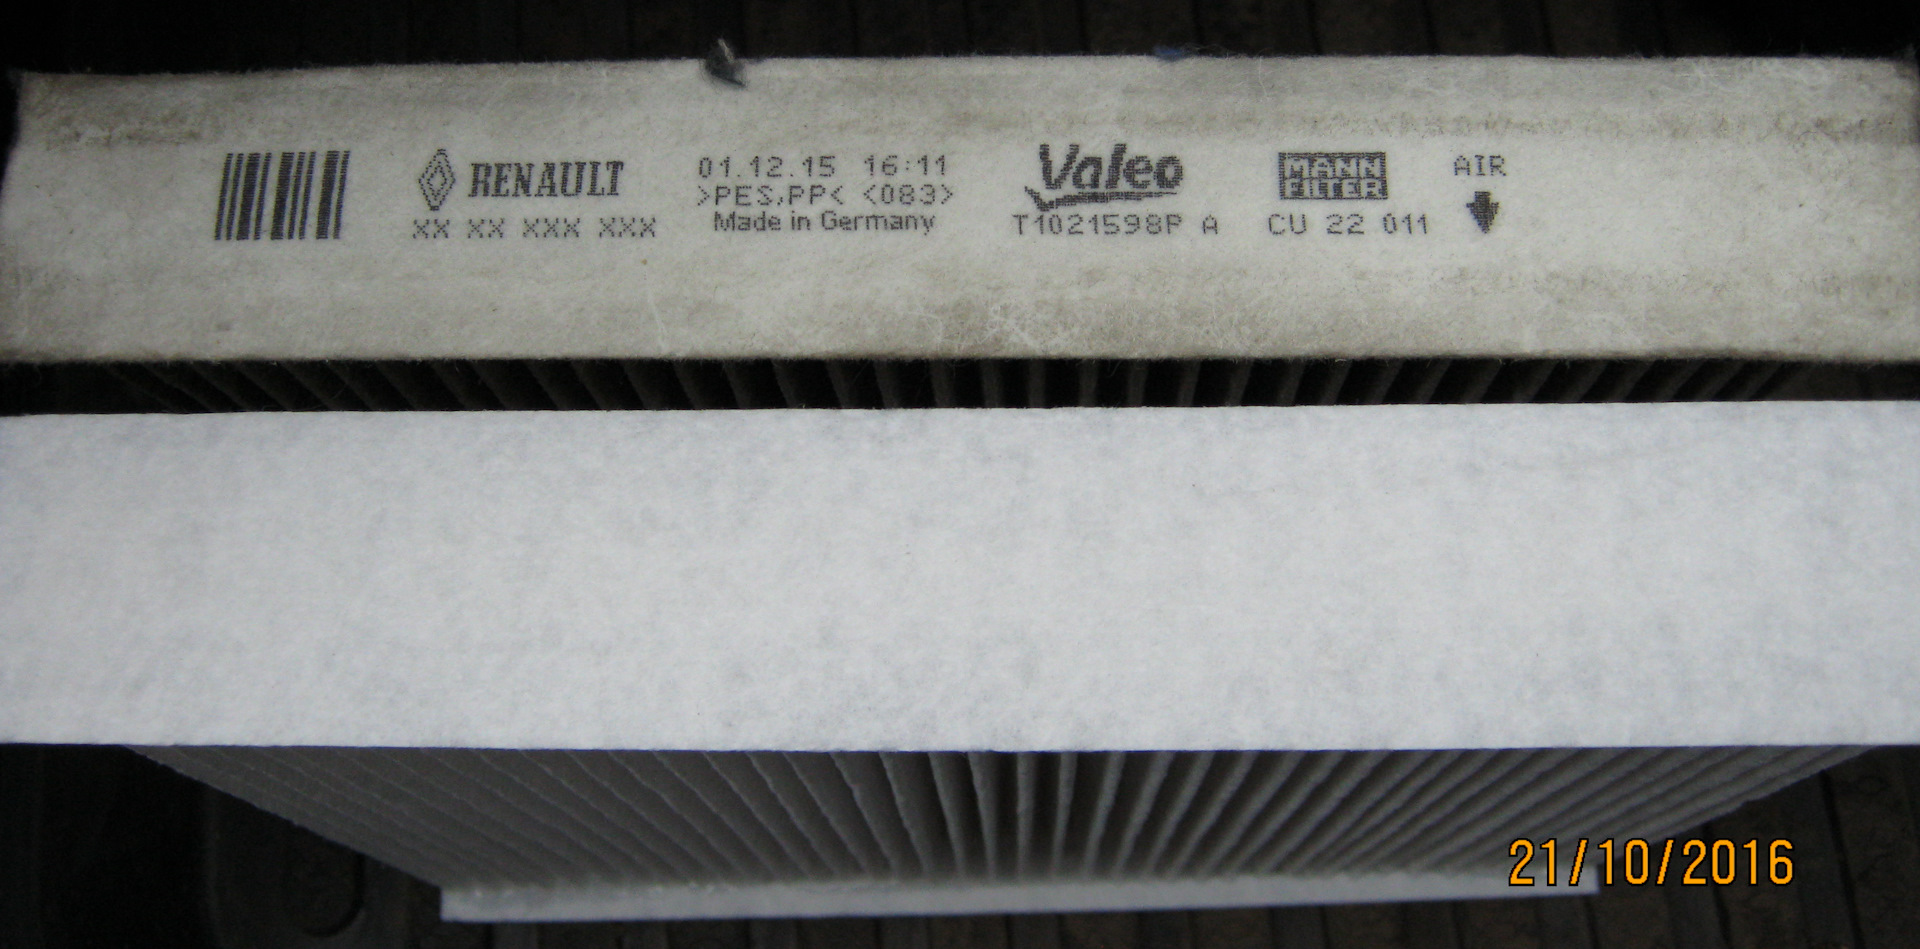 RENAULT
XX XX XXX XXX
01.12.15 16:11
>PES,PP< <083>
Made in Germany
Valeo
T1021598P A
MANN
FILTER
CU 22 011
AIR
21/10/2016